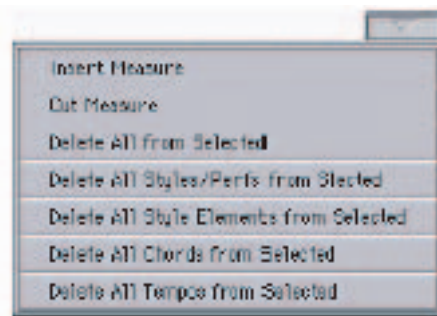 Insert Measure
Cut Measure
Delete All from Selected
Delete All Styles/Perfs from Slected
Delete All Style Elements from Selected
Delete All Chords from Selected
Delete All Tempos from Selected